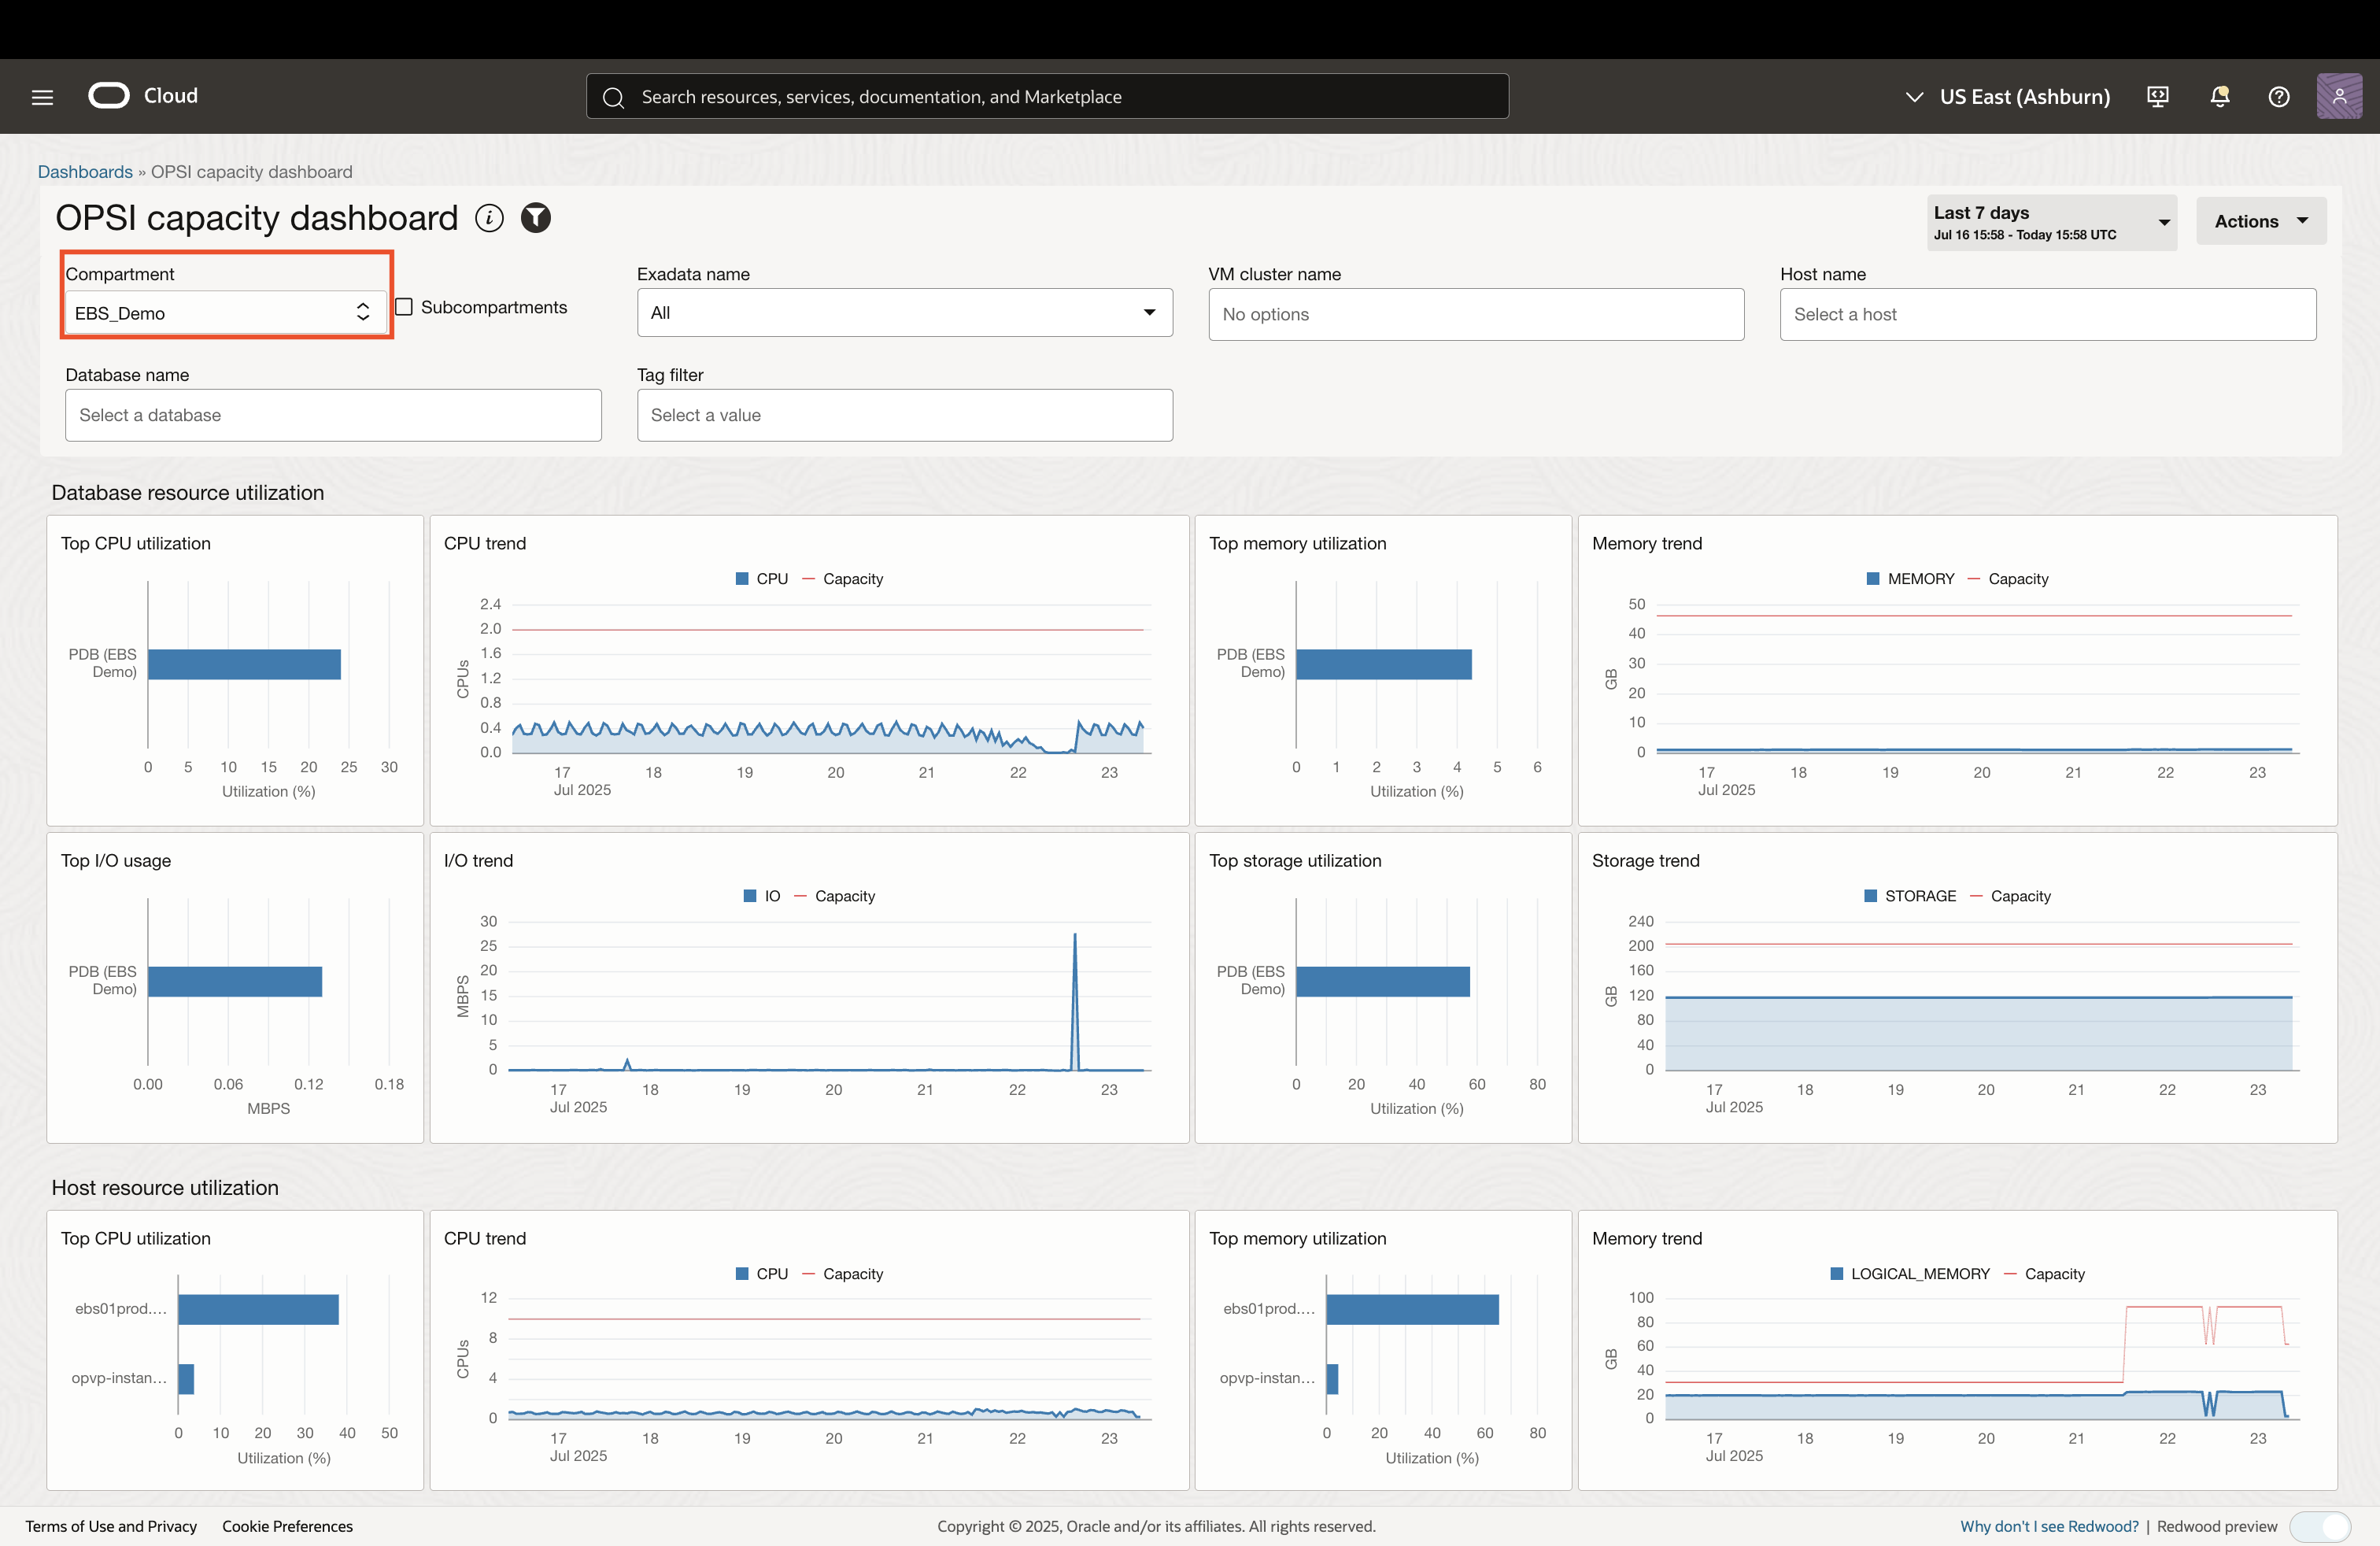 Cloud
Search resources, services, documentation, and Marketplace
US East (Ashburn)
Dashboards » OPSI capacity dashboard
OPSI capacity dashboard
Last 7 days
Jul 16 15:58 - Today 15:58 UTC
Actions
Compartment
EBS_Demo
Subcompartments
Exadata name
All
VM cluster name
No options
Host name
Select a host
Database name
Select a database
Tag filter
Select a value
Database resource utilization
Top CPU utilization
PDB (EBS
Demo)
0 5 10 15 20 25 30
Utilization (%)
CPU trend
CPU Capacity
2.4
2.0
1.6
1.2
0.8
0.4
0.0
CPUs
17 18 19 20 21 22 23
Jul 2025
Top memory utilization
PDB (EBS
Demo)
0 1 2 3 4 5 6
Utilization (%)
Memory trend
MEMORY Capacity
50
40
30
20
10
0
GB
17 18 19 20 21 22 23
Jul 2025
Top I/O usage
PDB (EBS
Demo)
0.00 0.06 0.12 0.18
MBPS
I/O trend
IO Capacity
30
25
20
15
10
5
0
MBPS
17 18 19 20 21 22 23
Jul 2025
Top storage utilization
PDB (EBS
Demo)
0 20 40 60 80
Utilization (%)
Storage trend
STORAGE Capacity
240
200
160
120
80
40
0
GB
17 18 19 20 21 22 23
Jul 2025
Host resource utilization
Top CPU utilization
ebs01prod....
opvp-instan...
0 10 20 30 40 50
Utilization (%)
CPU trend
CPU Capacity
12
8
4
0
CPUs
17 18 19 20 21 22 23
Jul 2025
Top memory utilization
ebs01prod....
opvp-instan...
0 20 40 60 80
Utilization (%)
Memory trend
LOGICAL_MEMORY Capacity
100
80
60
40
20
0
GB
17 18 19 20 21 22 23
Jul 2025
Terms of Use and Privacy Cookie Preferences
Copyright © 2025, Oracle and/or its affiliates. All rights reserved.
Why don't I see Redwood? | Redwood preview